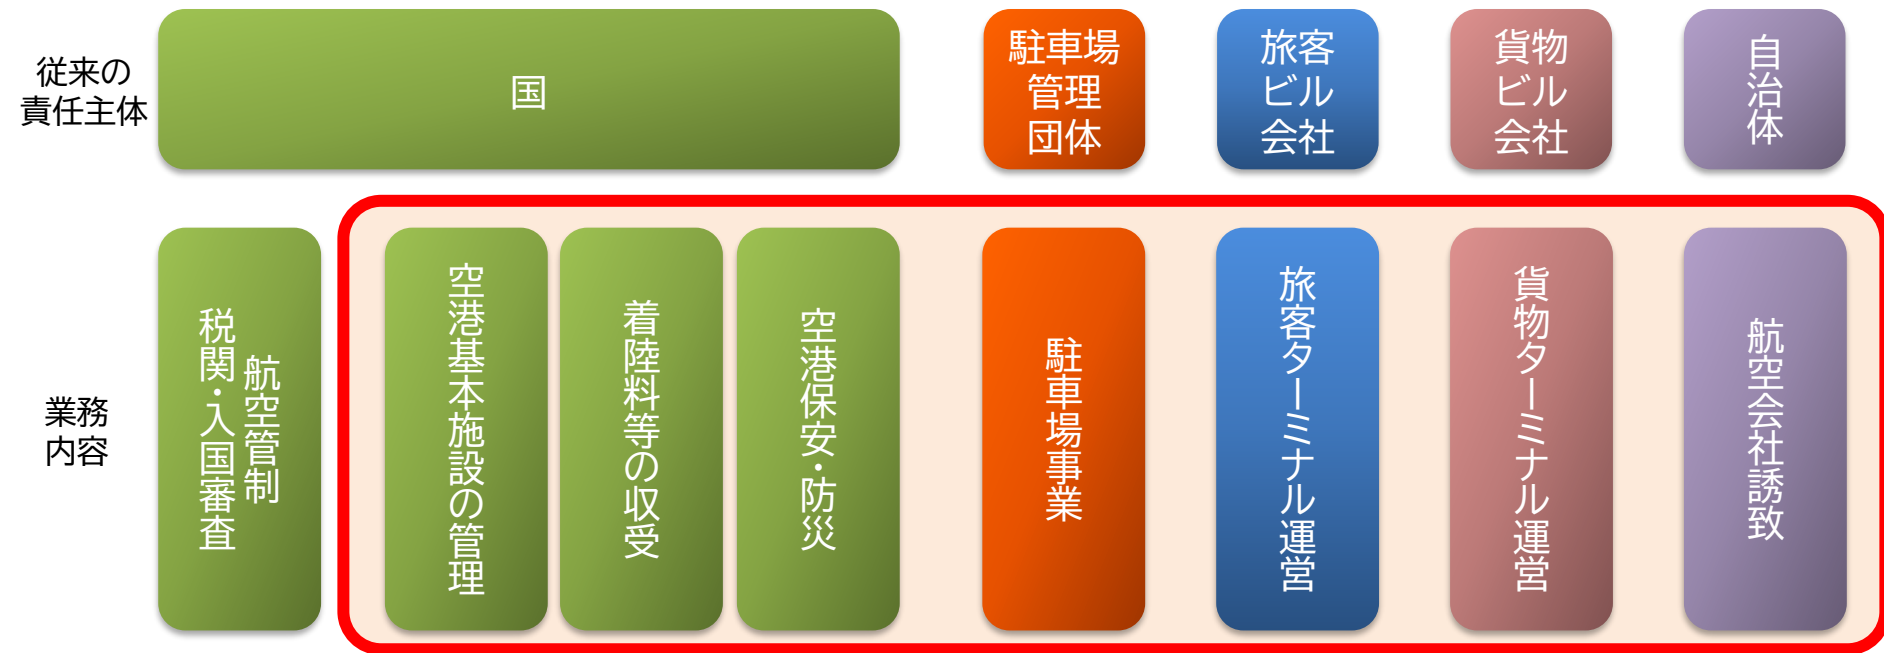 従来の
責任主体
国
駐車場
管理
団体
旅客
ビル
会社
貨物
ビル
会社
自治体
業務
内容
航空管制
税関・入国審査
空港基本施設の管理
着陸料等の収受
空港保安・防災
駐車場事業
旅客ターミナル運営
貨物ターミナル運営
航空会社誘致